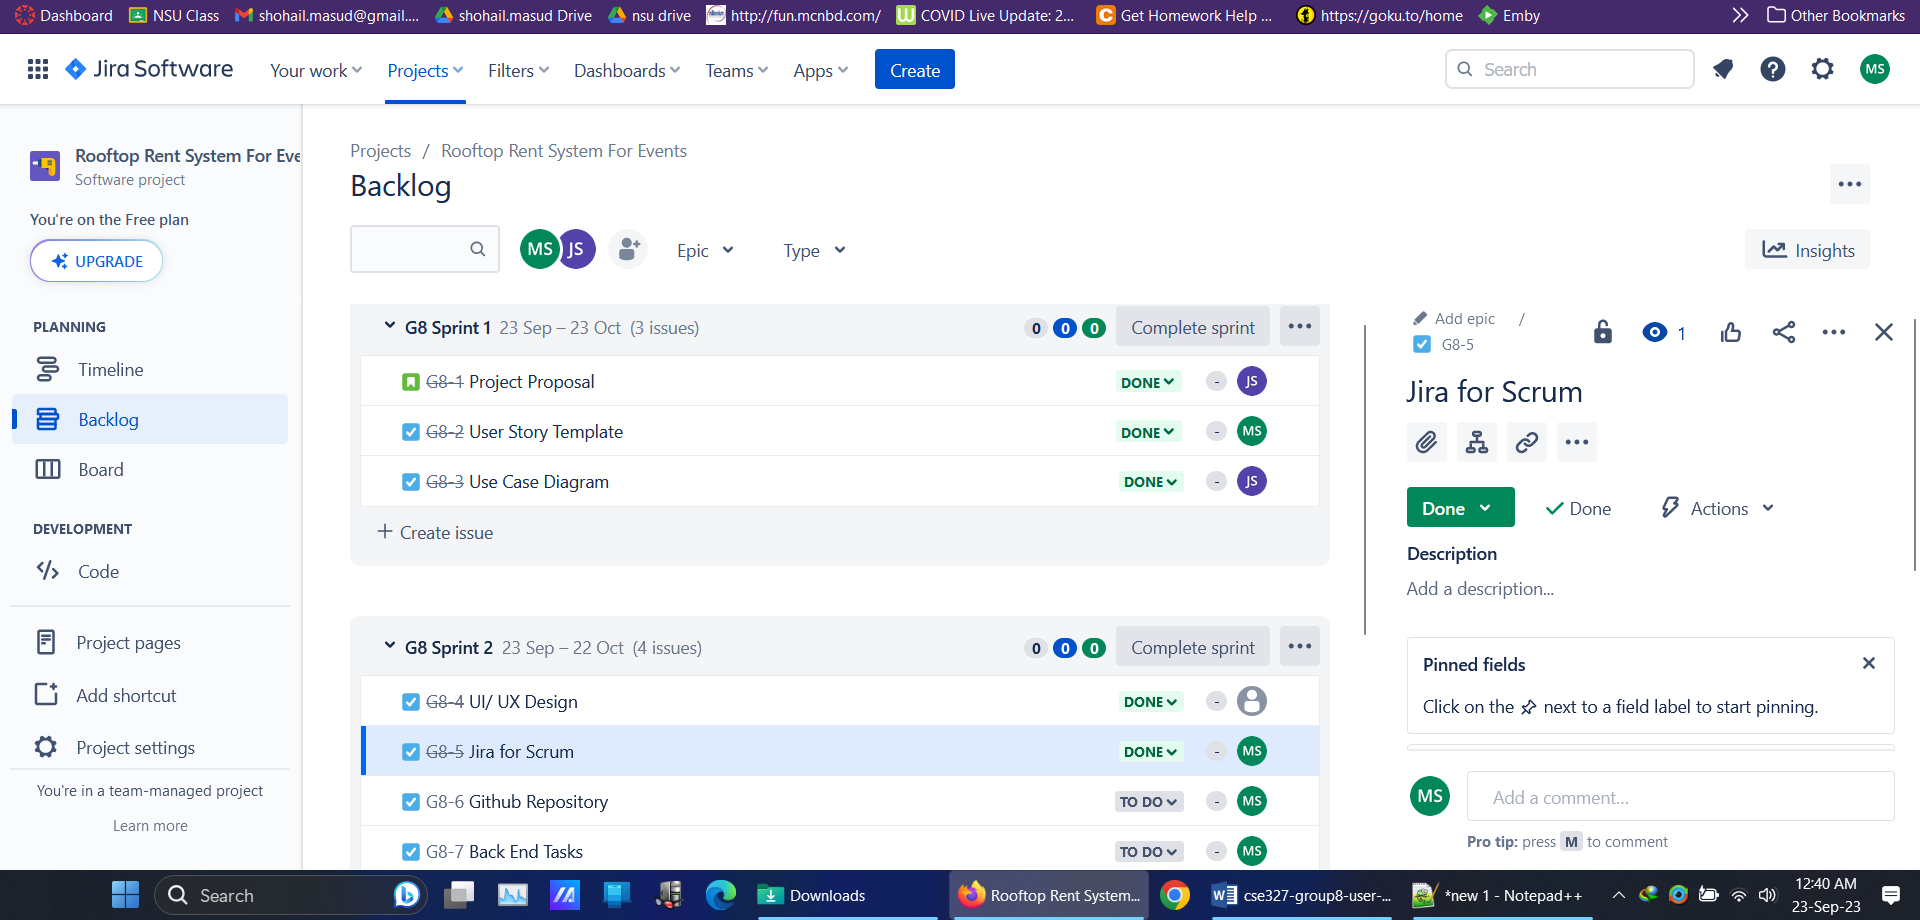 Dashboard NSU Class shohail.masud@gmail.... shohail.masud Drive nsu drive http://fun.mcnbd.com/ COVID Live Update: 2... Get Homework Help ... https://goku.to/home Emby Other Bookmarks
Jira Software Your work Projects Filters Dashboards Teams Apps Create Search MS
Rooftop Rent System For Eve
Software project
You're on the Free plan
UPGRADE
PLANNING
Timeline
Backlog
Board
DEVELOPMENT
Code
Project pages
Add shortcut
Project settings
You're in a team-managed project
Learn more
Projects / Rooftop Rent System For Events
Backlog
MS JS Epic Type Insights
G8 Sprint 1 23 Sep – 23 Oct (3 issues) 0 0 0 Complete sprint
G8-1 Project Proposal DONE - JS
G8-2 User Story Template DONE - MS
G8-3 Use Case Diagram DONE - JS
+ Create issue
G8 Sprint 2 23 Sep – 22 Oct (4 issues) 0 0 0 Complete sprint
G8-4 UI/ UX Design DONE -
G8-5 Jira for Scrum DONE - MS
G8-6 Github Repository TO DO - MS
G8-7 Back End Tasks TO DO - MS
Add epic /
G8-5
1
Jira for Scrum
Done Done Actions
Description
Add a description...
Pinned fields
Click on the next to a field label to start pinning.
MS Add a comment...
Pro tip: press M to comment
Search Downloads Rooftop Rent System... cse327-group8-user-... *new 1 - Notepad++
12:40 AM
23-Sep-23